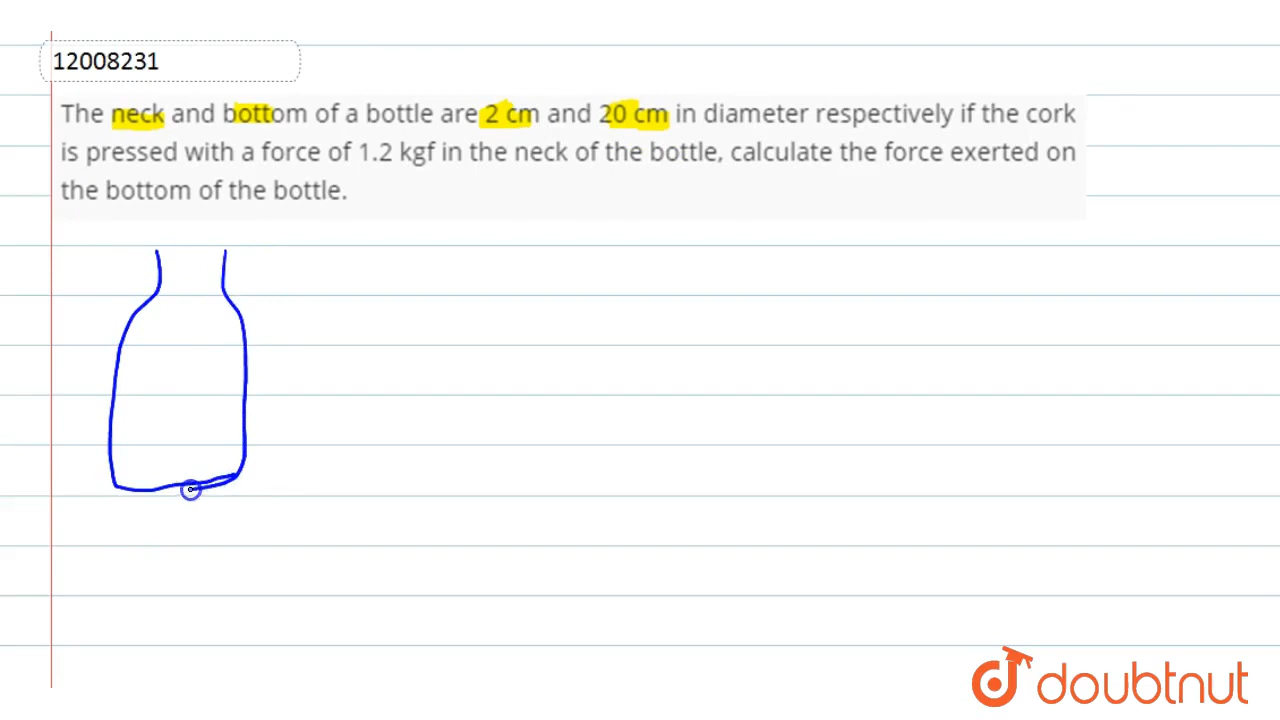 12008231
The neck and bottom of a bottle are 2 cm and 20 cm in diameter respectively if the cork
is pressed with a force of 1.2 kgf in the neck of the bottle, calculate the force exerted on
the bottom of the bottle.
doubtnut